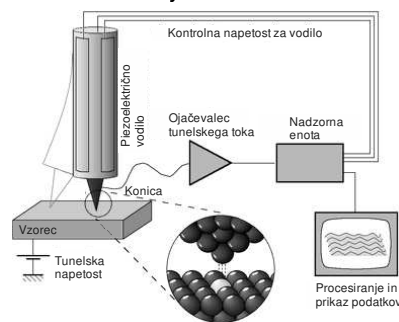 Kontrolna napetost za vodilo
Piezoelektrično
vodilo
Ojačevalec
tunelskega toka
Nadzorna
enota
Konica
Vzorec
Tunelska
napetost
Procesiranje in
prikaz podatkov